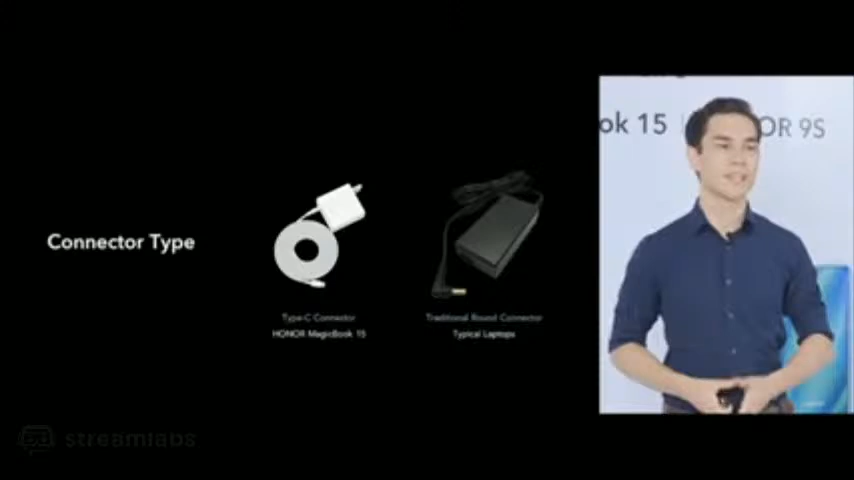 ok 15 | OR 9S
Connector Type
Type-C Connector
HONOR MagicBook 15
Traditional Round Connector
Typical Laptops
streamlabs